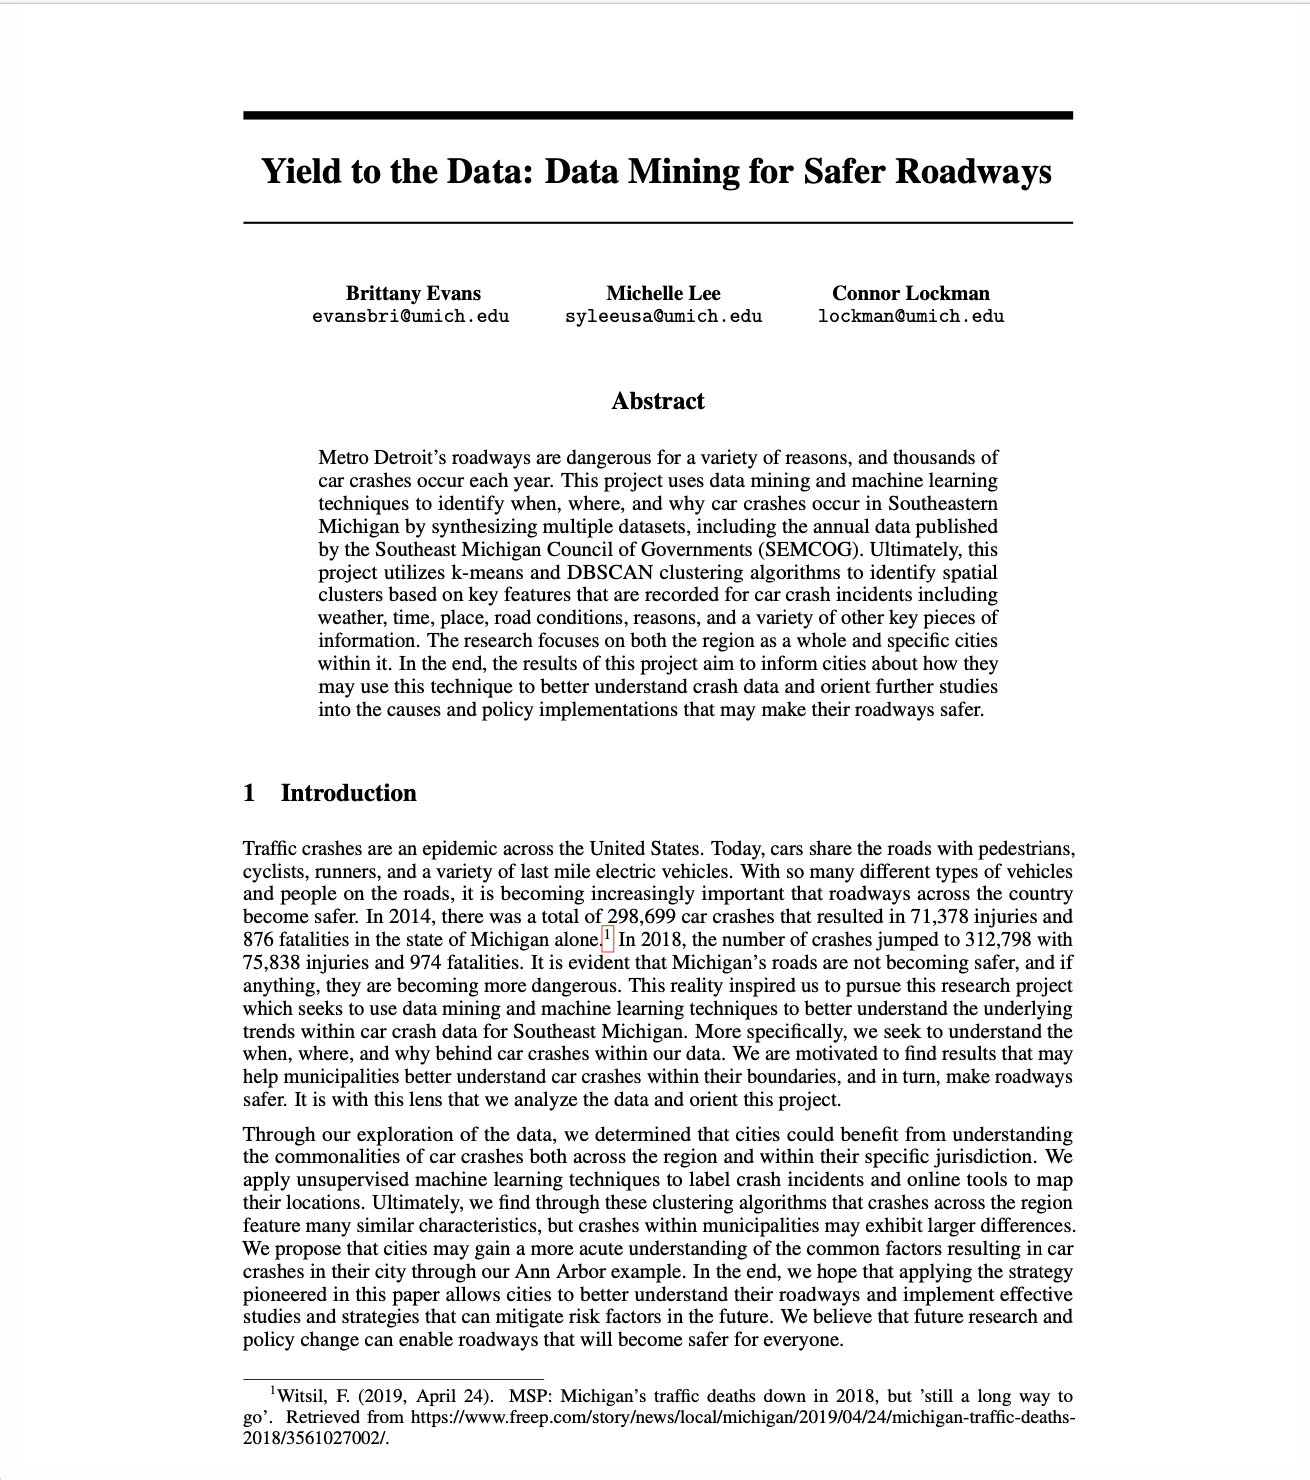 Yield to the Data: Data Mining for Safer Roadways
Brittany Evans
evansbri@umich.edu
Michelle Lee
syleeusa@umich.edu
Connor Lockman
lockman@umich.edu
Abstract
Metro Detroit's roadways are dangerous for a variety of reasons, and thousands of
car crashes occur each year. This project uses data mining and machine learning
techniques to identify when, where, and why car crashes occur in Southeastern
Michigan by synthesizing multiple datasets, including the annual data published
by the Southeast Michigan Council of Governments (SEMCOG). Ultimately, this
project utilizes k-means and DBSCAN clustering algorithms to identify spatial
clusters based on key features that are recorded for car crash incidents including
weather, time, place, road conditions, reasons, and a variety of other key pieces of
information. The research focuses on both the region as a whole and specific cities
within it. In the end, the results of this project aim to inform cities about how they
may use this technique to better understand crash data and orient further studies
into the causes and policy implementations that may make their roadways safer.
1 Introduction
Traffic crashes are an epidemic across the United States. Today, cars share the roads with pedestrians,
cyclists, runners, and a variety of last mile electric vehicles. With so many different types of vehicles
and people on the roads, it is becoming increasingly important that roadways across the country
become safer. In 2014, there was a total of 298,699 car crashes that resulted in 71,378 injuries and
876 fatalities in the state of Michigan alone.1 In 2018, the number of crashes jumped to 312,798 with
75,838 injuries and 974 fatalities. It is evident that Michigan's roads are not becoming safer, and if
anything, they are becoming more dangerous. This reality inspired us to pursue this research project
which seeks to use data mining and machine learning techniques to better understand the underlying
trends within car crash data for Southeast Michigan. More specifically, we seek to understand the
when, where, and why behind car crashes within our data. We are motivated to find results that may
help municipalities better understand car crashes within their boundaries, and in turn, make roadways
safer. It is with this lens that we analyze the data and orient this project.
Through our exploration of the data, we determined that cities could benefit from understanding
the commonalities of car crashes both across the region and within their specific jurisdiction. We
apply unsupervised machine learning techniques to label crash incidents and online tools to map
their locations. Ultimately, we find through these clustering algorithms that crashes across the region
feature many similar characteristics, but crashes within municipalities may exhibit larger differences.
We propose that cities may gain a more acute understanding of the common factors resulting in car
crashes in their city through our Ann Arbor example. In the end, we hope that applying the strategy
pioneered in this paper allows cities to better understand their roadways and implement effective
studies and strategies that can mitigate risk factors in the future. We believe that future research and
policy change can enable roadways that will become safer for everyone.
1Witsil, F. (2019, April 24). MSP: Michigan's traffic deaths down in 2018, but 'still a long way to
go'. Retrieved from https://www.freep.com/story/news/local/michigan/2019/04/24/michigan-traffic-deaths-
2018/3561027002/.